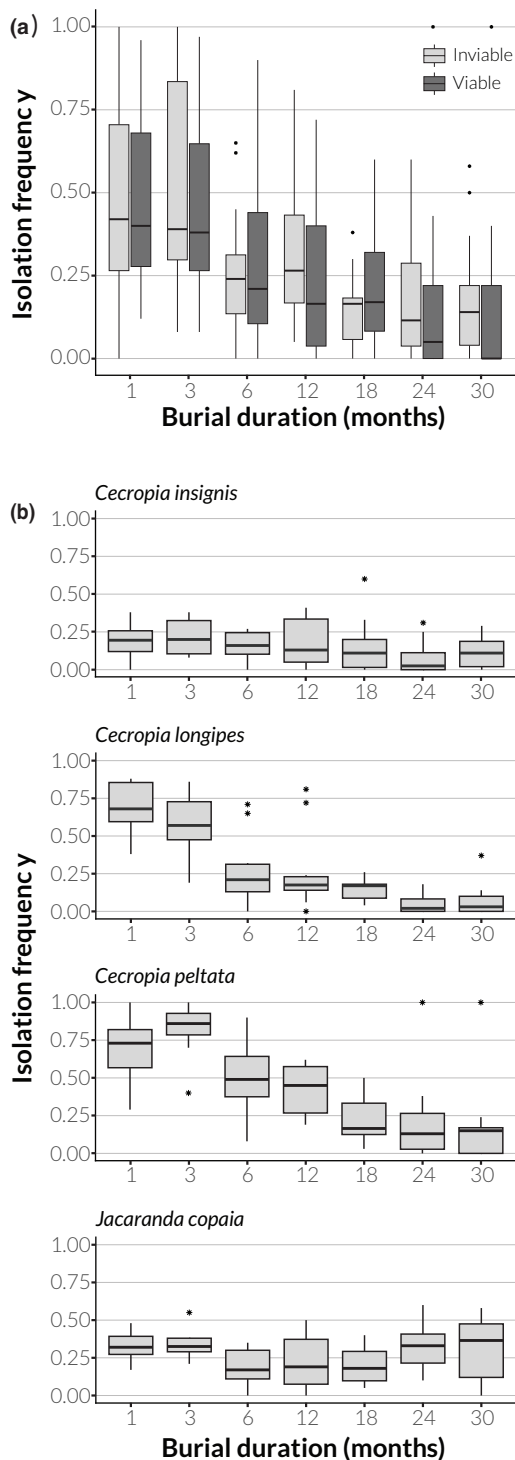 (a)
1.00
0.75
0.50
0.25
0.00
Isolation frequency
Inviable
Viable
1 3 6 12 18 24 30
Burial duration (months)
(b)
Isolation frequency
Cecropia insignis
1.00
0.75
0.50
0.25
0.00
1 3 6 12 18 24 30
Cecropia longipes
1.00
0.75
0.50
0.25
0.00
1 3 6 12 18 24 30
Cecropia peltata
1.00
0.75
0.50
0.25
0.00
1 3 6 12 18 24 30
Jacaranda copaia
1.00
0.75
0.50
0.25
0.00
1 3 6 12 18 24 30
Burial duration (months)